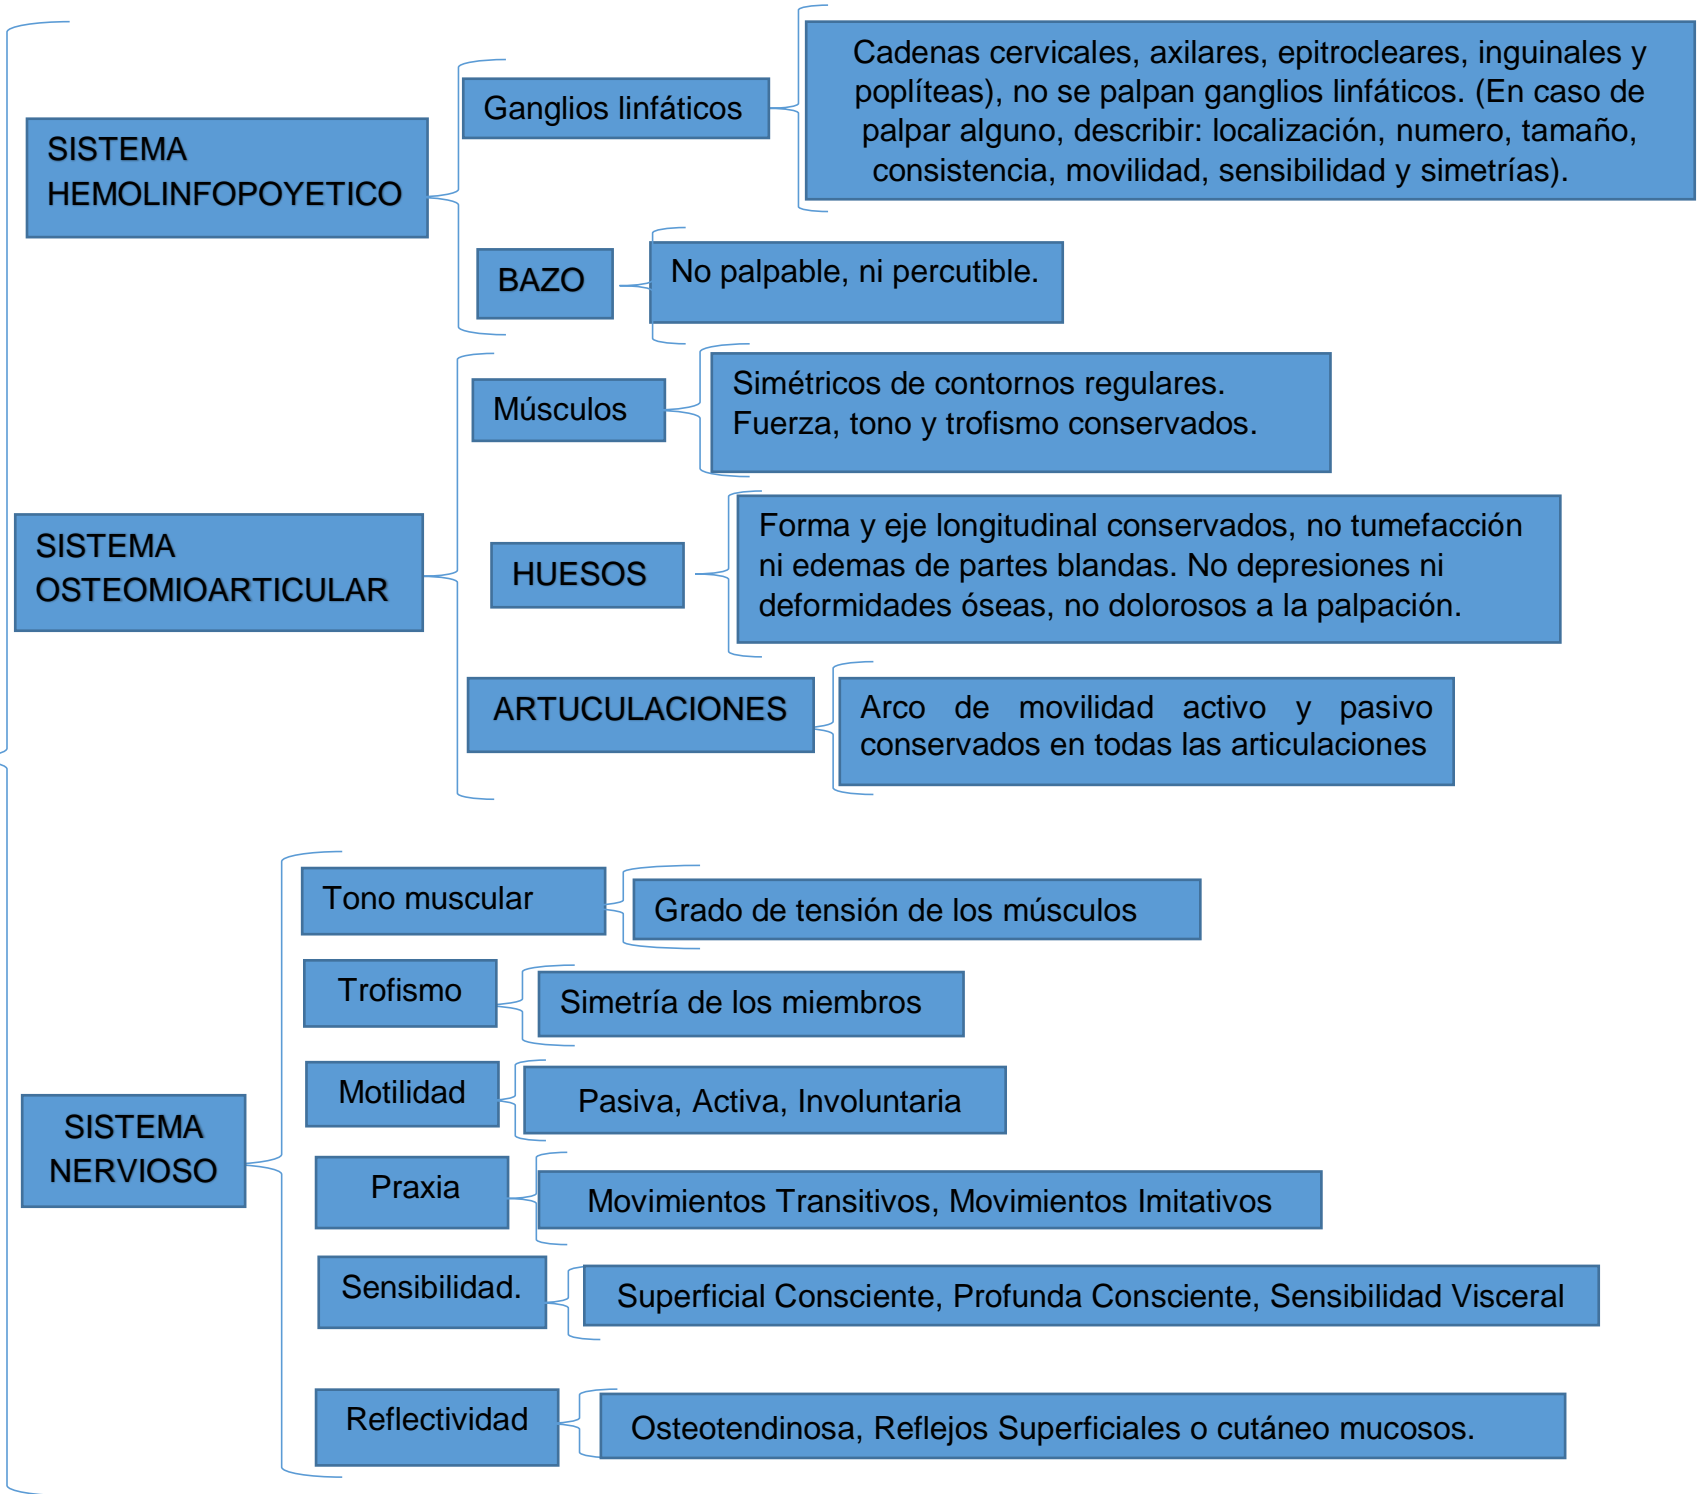 SISTEMA
HEMOLINFOPOYETICO
Ganglios linfáticos
Cadenas cervicales, axilares, epitrocleares, inguinales y
poplíteas), no se palpan ganglios linfáticos. (En caso de
palpar alguno, describir: localización, numero, tamaño,
consistencia, movilidad, sensibilidad y simetrías).
BAZO
No palpable, ni percutible.
SISTEMA
OSTEOMIOARTICULAR
Músculos
Simétricos de contornos regulares.
Fuerza, tono y trofismo conservados.
HUESOS
Forma y eje longitudinal conservados, no tumefacción
ni edemas de partes blandas. No depresiones ni
deformidades óseas, no dolorosos a la palpación.
ARTUCULACIONES
Arco de movilidad activo y pasivo
conservados en todas las articulaciones
SISTEMA
NERVIOSO
Tono muscular
Grado de tensión de los músculos
Trofismo
Simetría de los miembros
Motilidad
Pasiva, Activa, Involuntaria
Praxia
Movimientos Transitivos, Movimientos Imitativos
Sensibilidad.
Superficial Consciente, Profunda Consciente, Sensibilidad Visceral
Reflectividad
Osteotendinosa, Reflejos Superficiales o cutáneo mucosos.